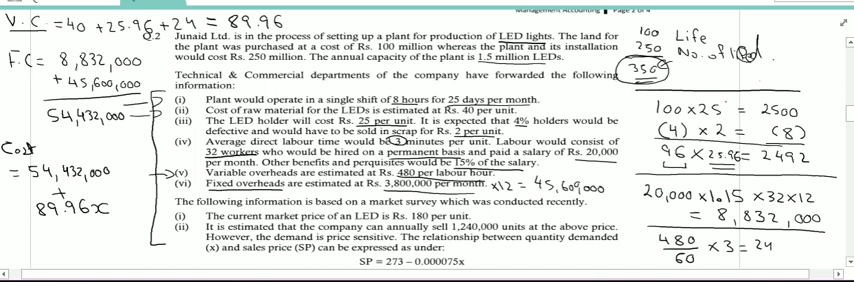 Management Accounting | Page 2 of 4
V.C. = 40 + 25.96 + 24 = 89.96
F.C = 8,832,000
+ 45,600,000
54,432,000
Cost
= 54,432,000
+
89.96x
Q.2 Junaid Ltd. is in the process of setting up a plant for production of LED lights. The land for
the plant was purchased at a cost of Rs. 100 million whereas the plant and its installation
would cost Rs. 250 million. The annual capacity of the plant is 1.5 million LEDs.
Technical & Commercial departments of the company have forwarded the following
information:
(i) Plant would operate in a single shift of 8 hours for 25 days per month.
(ii) Cost of raw material for the LEDs is estimated at Rs. 40 per unit.
(iii) The LED holder will cost Rs. 25 per unit. It is expected that 4% holders would be
defective and would have to be sold in scrap for Rs. 2 per unit.
(iv) Average direct labour time would be 3 minutes per unit. Labour would consist of
32 workers who would be hired on a permanent basis and paid a salary of Rs. 20,000
per month. Other benefits and perquisites would be 15% of the salary.
(v) Variable overheads are estimated at Rs. 480 per labour hour.
(vi) Fixed overheads are estimated at Rs. 3,800,000 per month. x12 = 45,600,000
The following information is based on a market survey which was conducted recently.
(i) The current market price of an LED is Rs. 180 per unit.
(ii) It is estimated that the company can annually sell 1,240,000 units at the above price.
However, the demand is price sensitive. The relationship between quantity demanded
(x) and sales price (SP) can be expressed as under:
SP = 273 – 0.000075x
100 Life
250 No. of
350
100 x 25 = 2500
(4) x 2 = (8)
96 x 25.96 = 2492
20,000 x 1.15 x 32 x 12
= 8,832,000
480
60
x 3 = 24